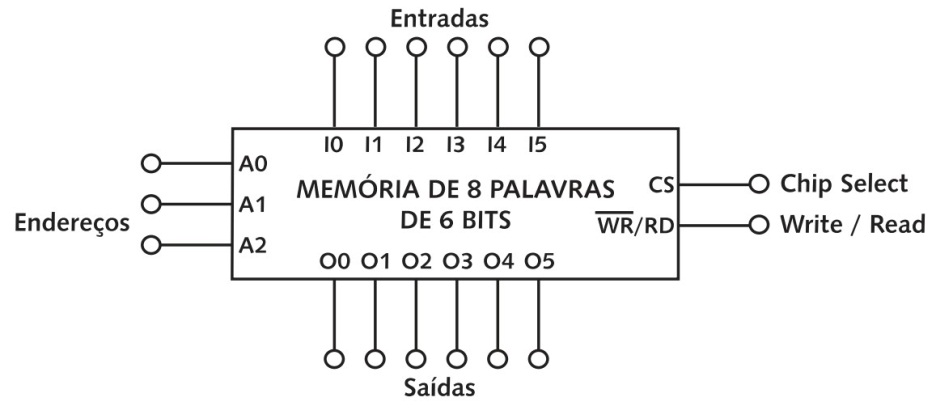 Entradas
I0 I1 I2 I3 I4 I5
A0
MEMÓRIA DE 8 PALAVRAS
CS
Chip Select
Endereços
A1
DE 6 BITS
W̅R̅/RD
Write / Read
A2
O0 O1 O2 O3 O4 O5
Saídas